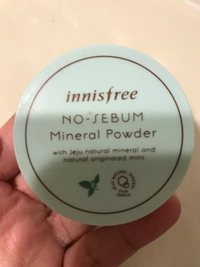 innisfree
NO-SEBUM
Mineral Powder
with Jeju natural mineral and
natural originated mint